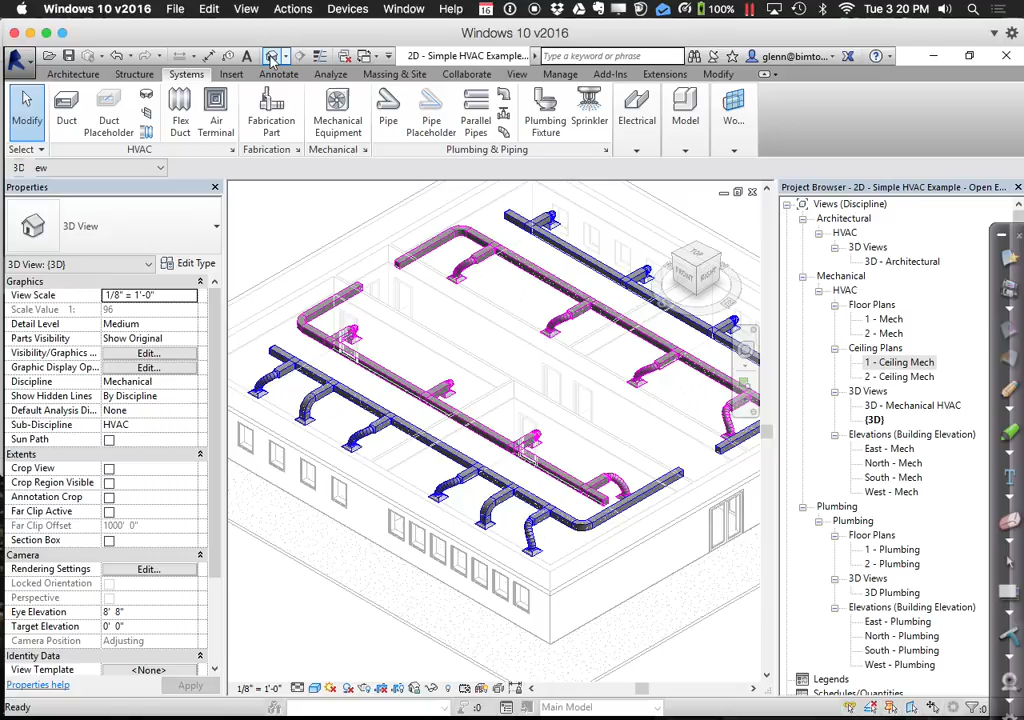 Windows 10 v2016 File Edit View Actions Devices Window Help 16 100% Tue 3 20 PM
Windows 10 v2016
A 2D - Simple HVAC Example... Type a keyword or phrase glenn@bimto...
Architecture Structure Systems Insert Annotate Analyze Massing & Site Collaborate View Manage Add-Ins Extensions Modify
Modify Duct Duct Placeholder Flex Duct Air Terminal Fabrication Part Mechanical Equipment Pipe Pipe Placeholder Parallel Pipes Plumbing Fixture Sprinkler Electrical Model Wo...
Select HVAC Fabrication Mechanical Plumbing & Piping
3D ew
Properties
3D View
3D View: {3D} Edit Type
Graphics
View Scale 1/8" = 1'-0"
Scale Value 1: 96
Detail Level Medium
Parts Visibility Show Original
Visibility/Graphics ... Edit...
Graphic Display Op... Edit...
Discipline Mechanical
Show Hidden Lines By Discipline
Default Analysis Di... None
Sub-Discipline HVAC
Sun Path
Extents
Crop View
Crop Region Visible
Annotation Crop
Far Clip Active
Far Clip Offset 1000' 0"
Section Box
Camera
Rendering Settings Edit...
Locked Orientation
Perspective
Eye Elevation 8' 8"
Target Elevation 0' 0"
Camera Position Adjusting
Identity Data
View Template <None>
Properties help Apply
TOP
FRONT RIGHT
1/8" = 1'-0"
Project Browser - 2D - Simple HVAC Example - Open E...
Views (Discipline)
Architectural
HVAC
3D Views
3D - Architectural
Mechanical
HVAC
Floor Plans
1 - Mech
2 - Mech
Ceiling Plans
1 - Ceiling Mech
2 - Ceiling Mech
3D Views
3D - Mechanical HVAC
{3D}
Elevations (Building Elevation)
East - Mech
North - Mech
South - Mech
West - Mech
Plumbing
Plumbing
Floor Plans
1 - Plumbing
2 - Plumbing
3D Views
3D Plumbing
Elevations (Building Elevation)
East - Plumbing
North - Plumbing
South - Plumbing
West - Plumbing
Legends
Schedules/Quantities
Ready :0 Main Model :0